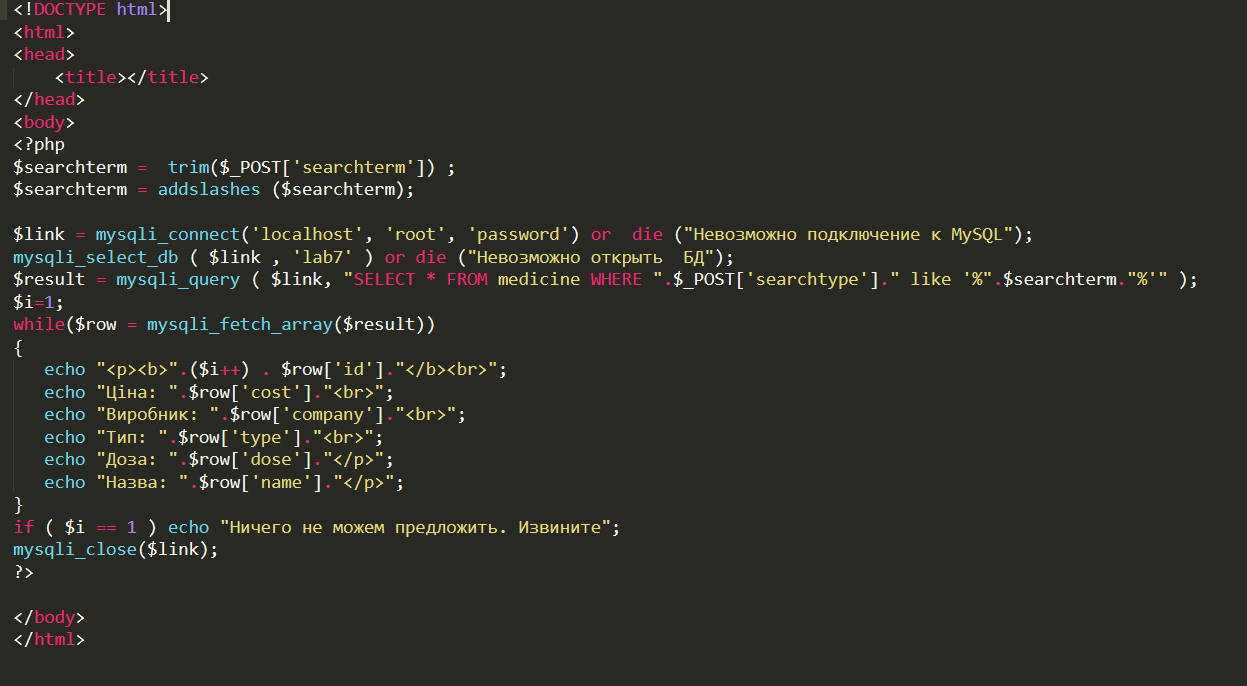 <!DOCTYPE html>
<html>
<head>
    <title></title>
</head>
<body>
<?php
$searchterm =  trim($_POST['searchterm']) ;
$searchterm = addslashes ($searchterm);

$link = mysqli_connect('localhost', 'root', 'password') or  die ("Невозможно подключение к MySQL");
mysqli_select_db ( $link , 'lab7' ) or die ("Невозможно открыть  БД");
$result = mysqli_query ( $link, "SELECT * FROM medicine WHERE ".$_POST['searchtype']." like '%".$searchterm."%'" );
$i=1;
while($row = mysqli_fetch_array($result))
{
   echo "<p><b>".($i++) . $row['id']."</b><br>";
   echo "Ціна: ".$row['cost']."<br>";
   echo "Виробник: ".$row['company']."<br>";
   echo "Тип: ".$row['type']."<br>";
   echo "Доза: ".$row['dose']."</p>";
   echo "Назва: ".$row['name']."</p>";
}
if ( $i == 1 ) echo "Ничего не можем предложить. Извините";
mysqli_close($link);
?>

</body>
</html>